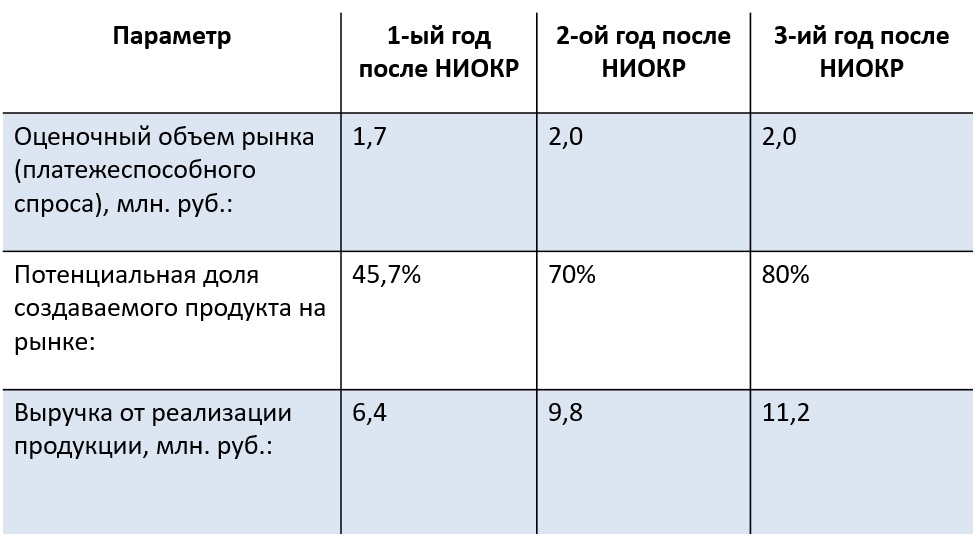 Параметр
1-ый год
после НИОКР
2-ой год после
НИОКР
3-ий год после
НИОКР
Оценочный объем рынка
(платежеспособного
спроса), млн. руб.:
1,7
2,0
2,0
Потенциальная доля
создаваемого продукта на
рынке:
45,7%
70%
80%
Выручка от реализации
продукции, млн. руб.:
6,4
9,8
11,2